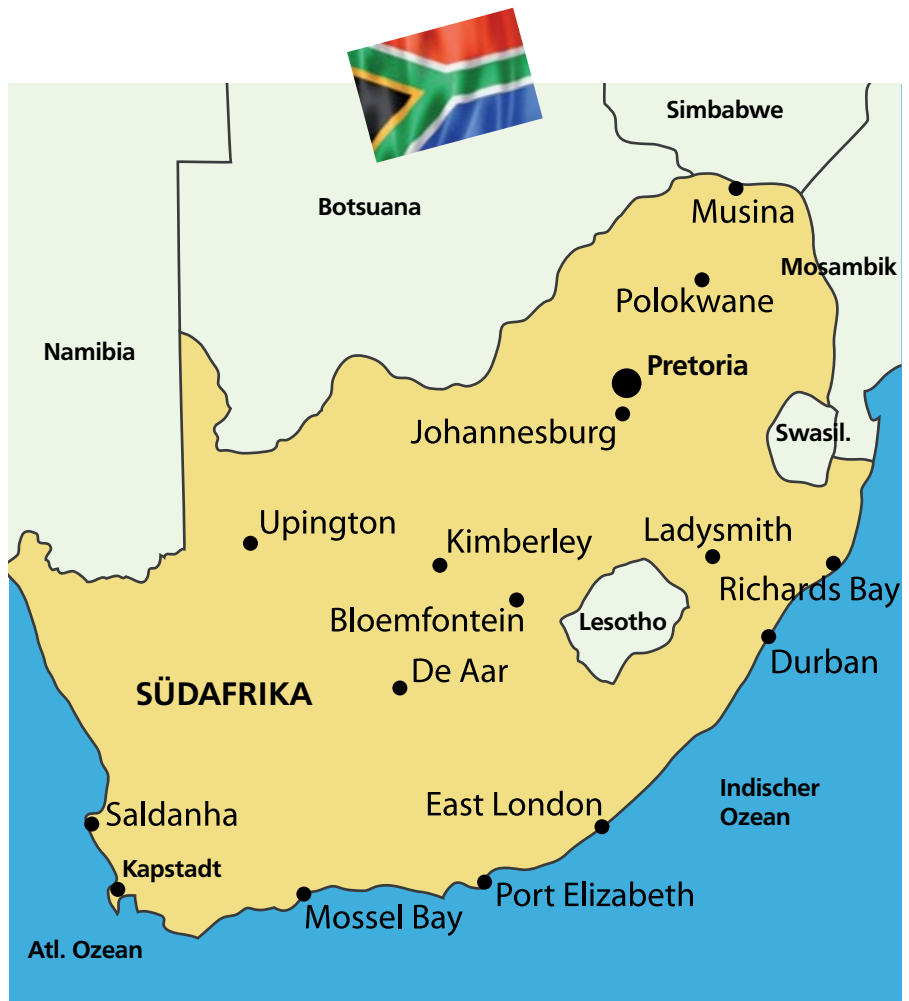 Simbabwe
Botsuana
Musina
Mosambik
Polokwane
Namibia
Pretoria
Johannesburg
Swasil.
Upington
Kimberley
Ladysmith
Richards Bay
Bloemfontein
Lesotho
Durban
De Aar
SÜDAFRIKA
Indischer
Ozean
East London
Saldanha
Kapstadt
Port Elizabeth
Mossel Bay
Atl. Ozean